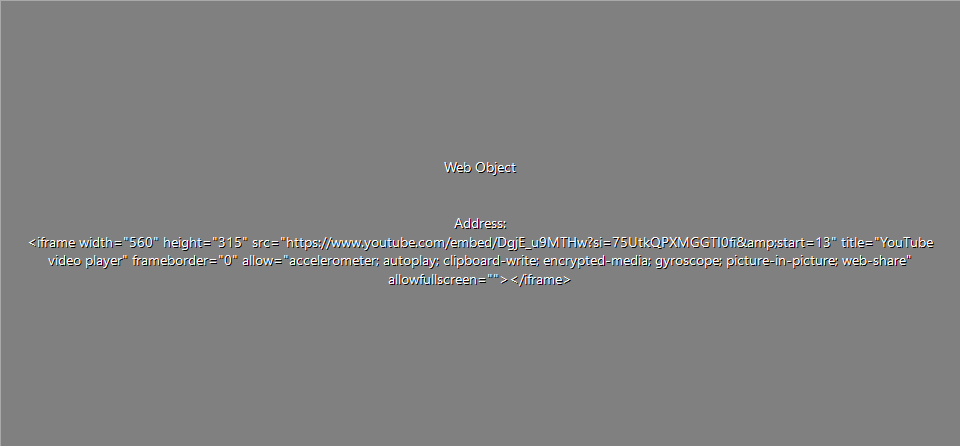 Web Object
Address:
<iframe width="560" height="315" src="https://www.youtube.com/embed/DgjE_u9MTHw?si=75UtkQPXMGGTI0fi&amp;start=13" title="YouTube
video player" frameborder="0" allow="accelerometer; autoplay; clipboard-write; encrypted-media; gyroscope; picture-in-picture; web-share"
allowfullscreen=""></iframe>